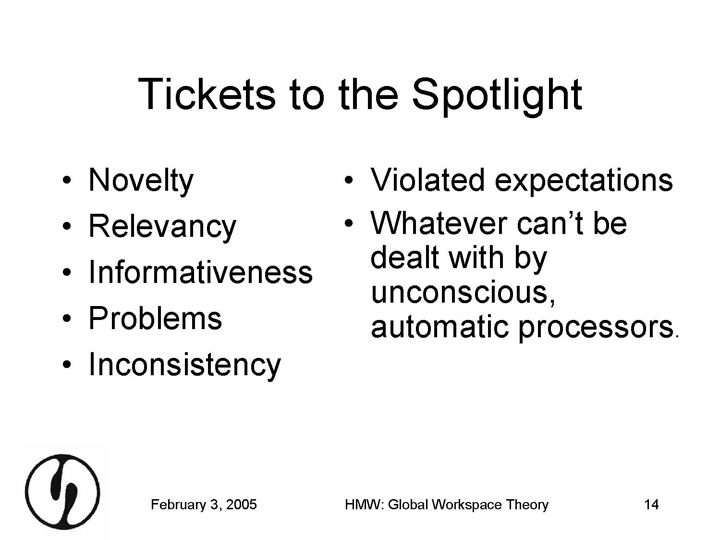 Tickets to the Spotlight
• Novelty
• Relevancy
• Informativeness
• Problems
• Inconsistency
• Violated expectations
• Whatever can’t be
dealt with by
unconscious,
automatic processors.
February 3, 2005
HMW: Global Workspace Theory
14